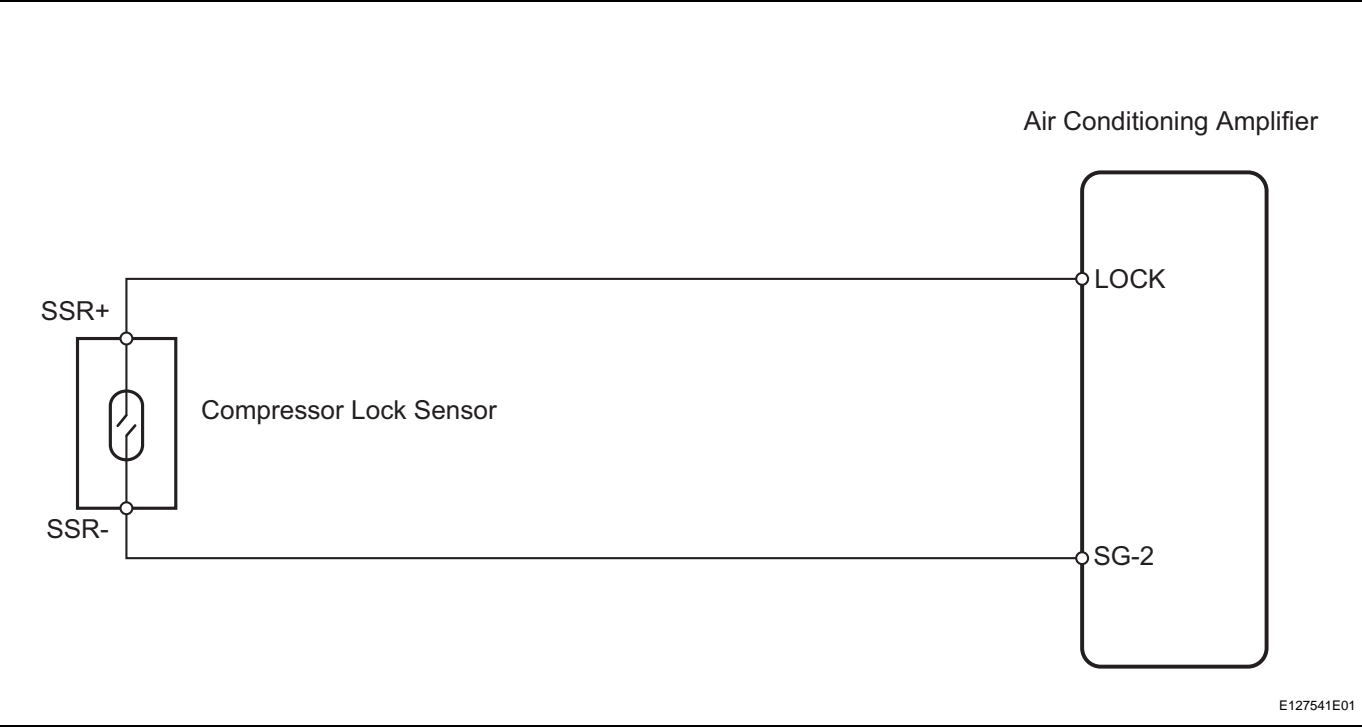 Air Conditioning Amplifier
LOCK
SSR+
Compressor Lock Sensor
SSR-
SG-2
E127541E01